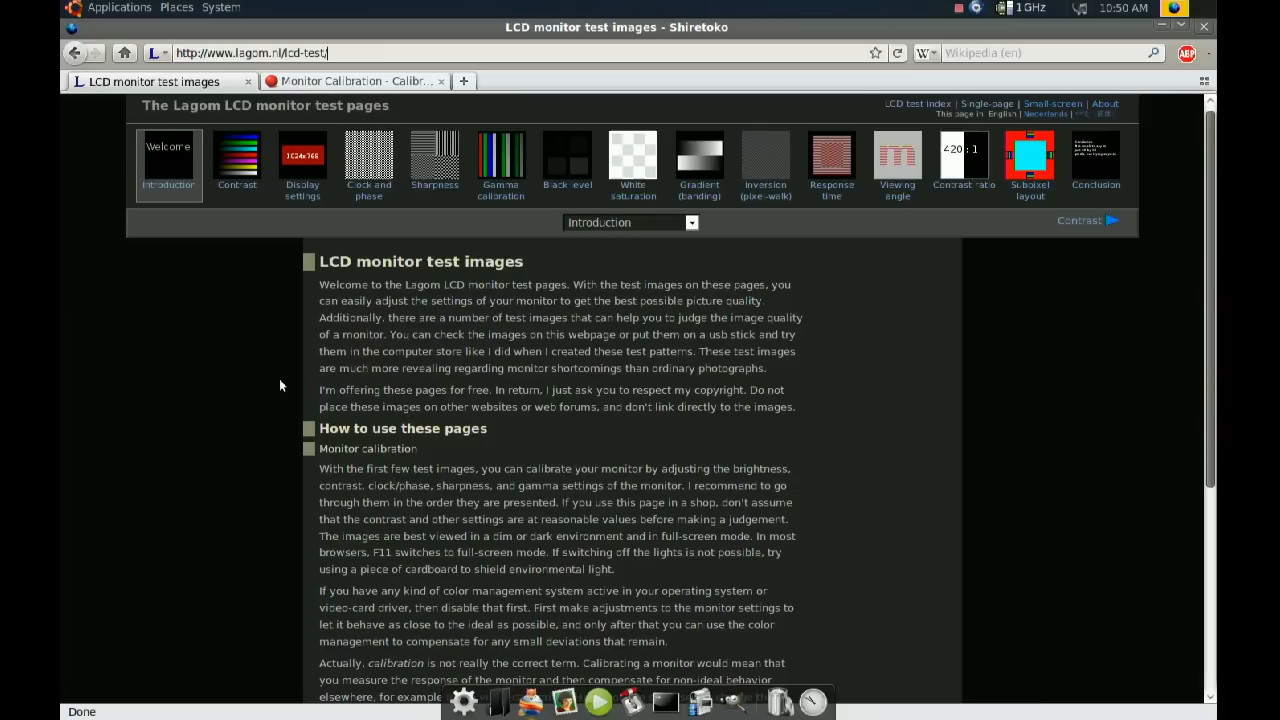 Applications Places System
1GHz
10:50 AM
LCD monitor test images - Shiretoko
http://www.lagom.nl/lcd-test/
Wikipedia (en)
ABP
LCD monitor test images
Monitor Calibration - Calibr...
The Lagom LCD monitor test pages
LCD test index | Single-page | Small-screen | About
This page in: English | Nederlands |
Welcome
1024x768
420:1
Introduction
Contrast
Display settings
Clock and phase
Sharpness
Gamma calibration
Black level
White saturation
Gradient (banding)
Inversion (pixel-walk)
Response time
Viewing angle
Contrast ratio
Subpixel layout
Conclusion
Introduction
Contrast
LCD monitor test images
Welcome to the Lagom LCD monitor test pages. With the test images on these pages, you
can easily adjust the settings of your monitor to get the best possible picture quality.
Additionally, there are a number of test images that can help you to judge the image quality
of a monitor. You can check the images on this webpage or put them on a usb stick and try
them in the computer store like I did when I created these test patterns. These test images
are much more revealing regarding monitor shortcomings than ordinary photographs.
I'm offering these pages for free. In return, I just ask you to respect my copyright. Do not
place these images on other websites or web forums, and don't link directly to the images.
How to use these pages
Monitor calibration
With the first few test images, you can calibrate your monitor by adjusting the brightness,
contrast, clock/phase, sharpness, and gamma settings of the monitor. I recommend to go
through them in the order they are presented. If you use this page in a shop, don't assume
that the contrast and other settings are at reasonable values before making a judgement.
The images are best viewed in a dim or dark environment and in full-screen mode. In most
browsers, F11 switches to full-screen mode. If switching off the lights is not possible, try
using a piece of cardboard to shield environmental light.
If you have any kind of color management system active in your operating system or
video-card driver, then disable that first. First make adjustments to the monitor settings to
let it behave as close to the ideal as possible, and only after that you can use the color
management to compensate for any small deviations that remain.
Actually, calibration is not really the correct term. Calibrating a monitor would mean that
you measure the response of the monitor and then compensate for non-ideal behavior
elsewhere, for example
Done